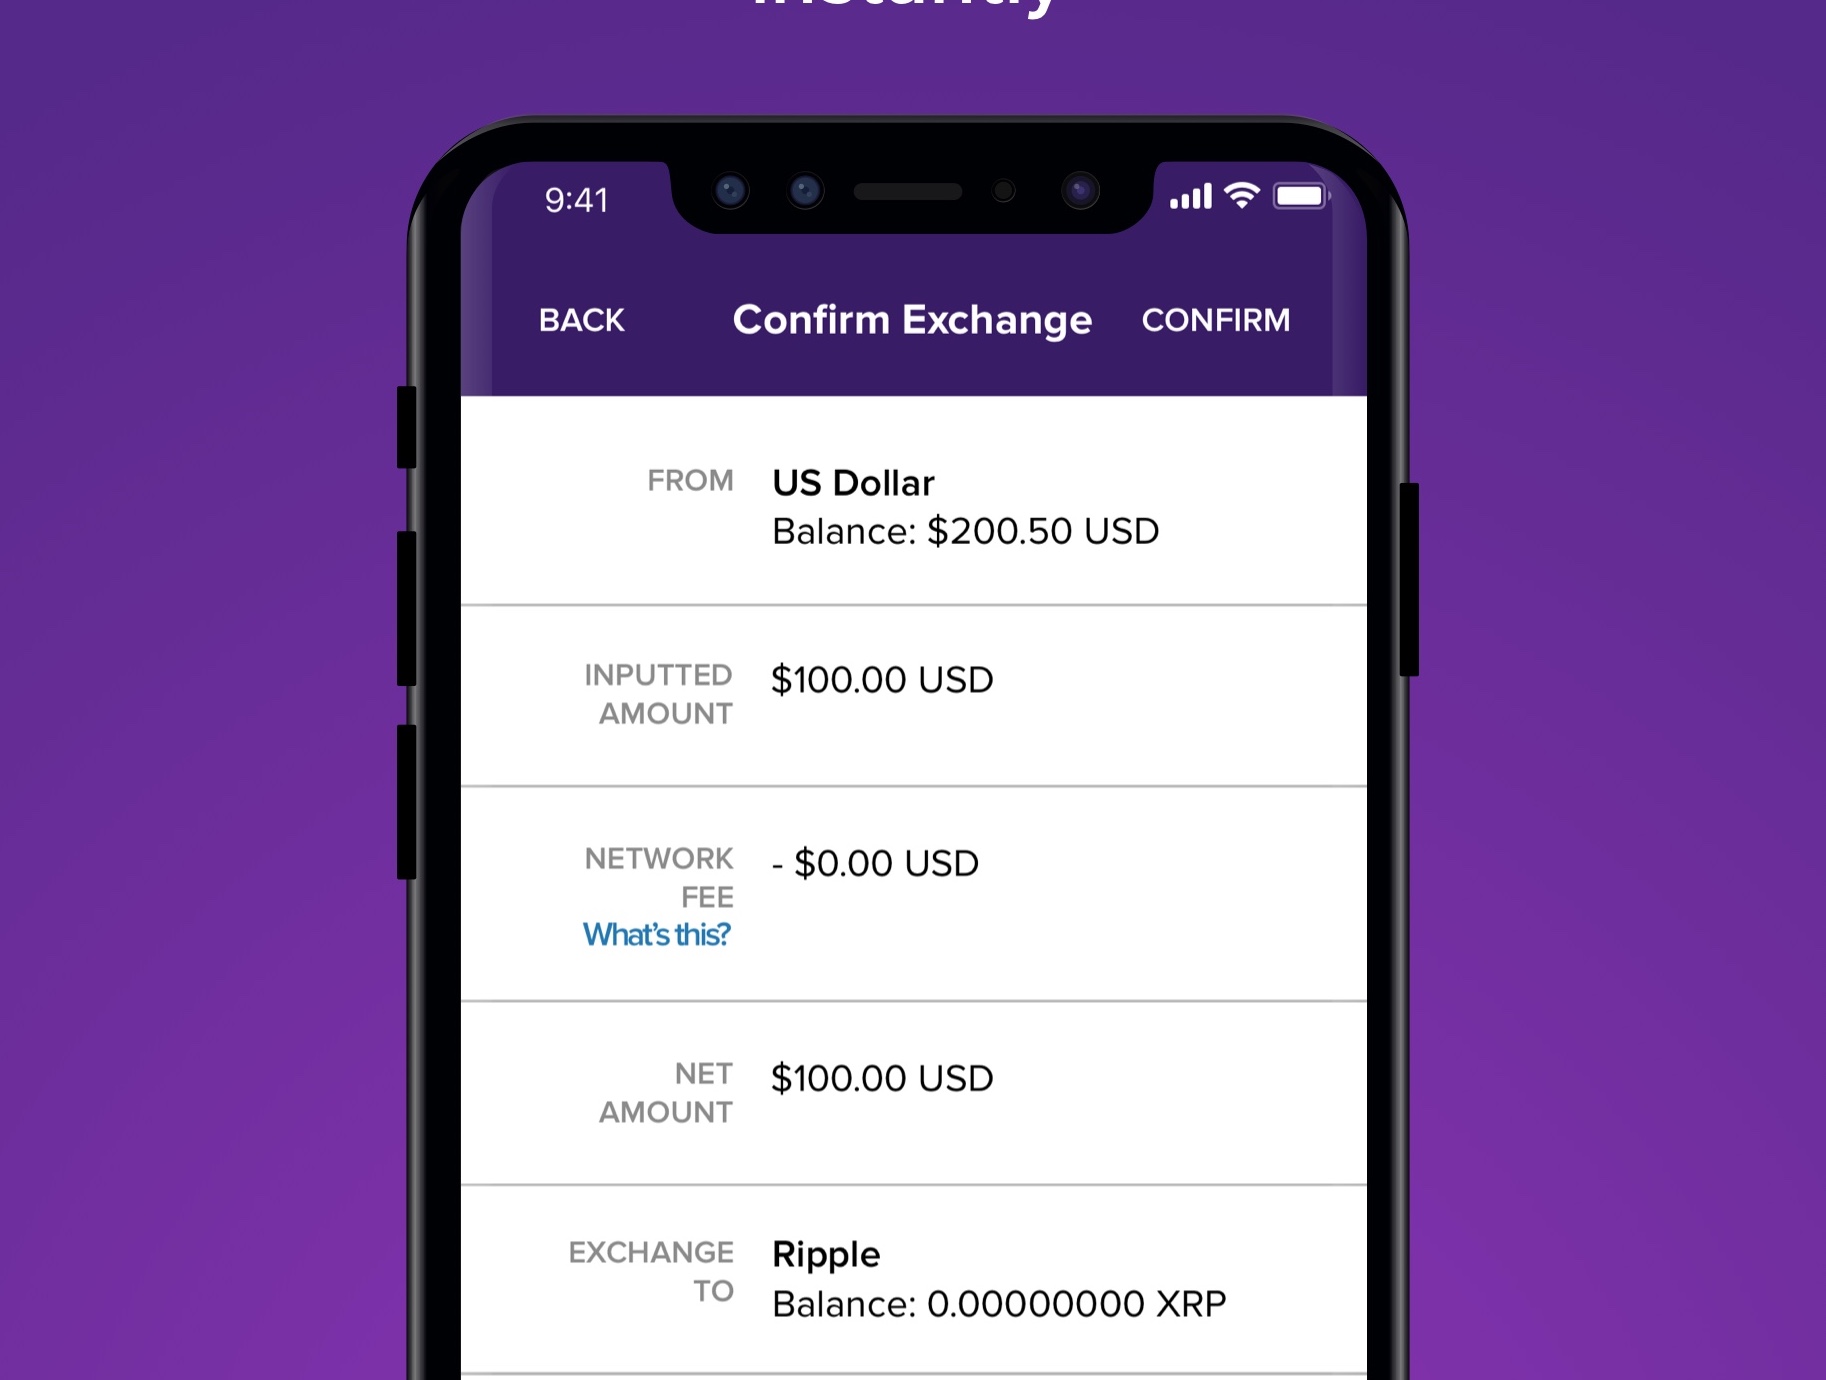 9:41
BACK Confirm Exchange CONFIRM
FROM US Dollar
Balance: $200.50 USD
INPUTTED $100.00 USD
AMOUNT
NETWORK - $0.00 USD
FEE
What's this?
NET $100.00 USD
AMOUNT
EXCHANGE Ripple
TO Balance: 0.00000000 XRP